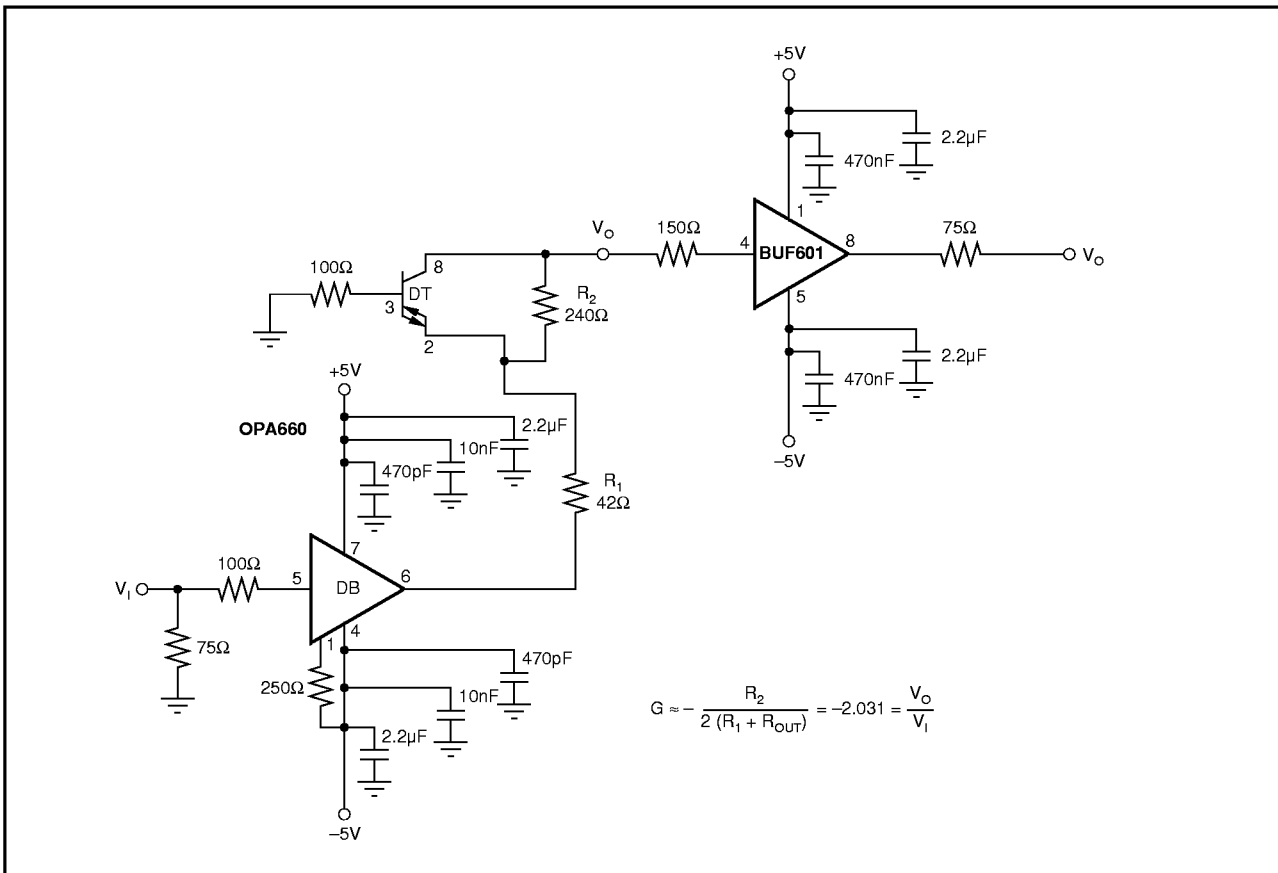 +5V
2.2µF
470nF
1
V_O
150Ω
4
BUF601
8
75Ω
V_O
5
2.2µF
470nF
–5V
100Ω
8
DT
3
2
R_2
240Ω
+5V
OPA660
2.2µF
10nF
470pF
R_1
42Ω
7
V_I
100Ω
5
DB
6
75Ω
1
4
250Ω
470pF
10nF
2.2µF
–5V
G ≈ – R_2 / 2 (R_1 + R_OUT) = –2.031 = V_O / V_I